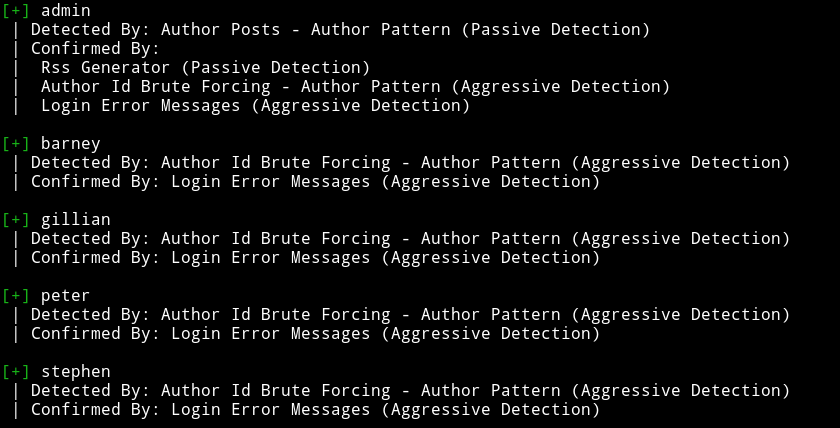 [+] admin
| Detected By: Author Posts - Author Pattern (Passive Detection)
| Confirmed By:
|  Rss Generator (Passive Detection)
|  Author Id Brute Forcing - Author Pattern (Aggressive Detection)
|  Login Error Messages (Aggressive Detection)
[+] barney
| Detected By: Author Id Brute Forcing - Author Pattern (Aggressive Detection)
| Confirmed By: Login Error Messages (Aggressive Detection)
[+] gillian
| Detected By: Author Id Brute Forcing - Author Pattern (Aggressive Detection)
| Confirmed By: Login Error Messages (Aggressive Detection)
[+] peter
| Detected By: Author Id Brute Forcing - Author Pattern (Aggressive Detection)
| Confirmed By: Login Error Messages (Aggressive Detection)
[+] stephen
| Detected By: Author Id Brute Forcing - Author Pattern (Aggressive Detection)
| Confirmed By: Login Error Messages (Aggressive Detection)